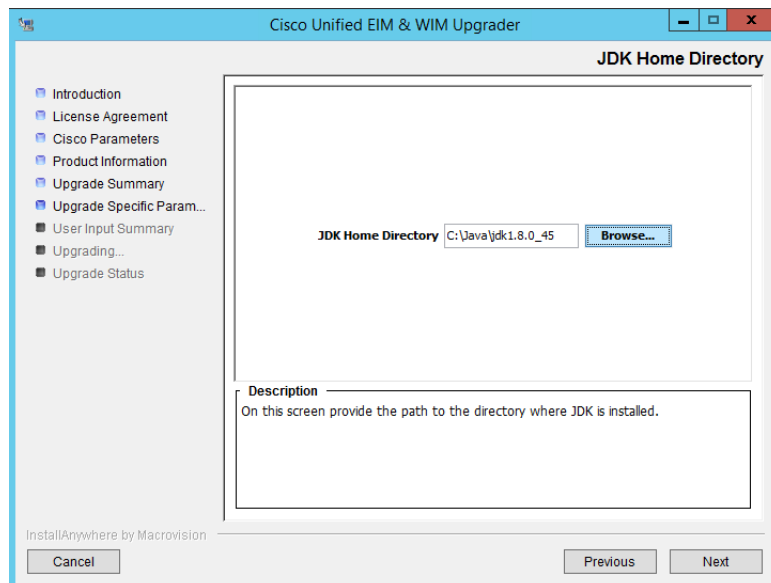 Cisco Unified EIM & WIM Upgrader
JDK Home Directory
Introduction
License Agreement
Cisco Parameters
Product Information
Upgrade Summary
Upgrade Specific Param...
User Input Summary
Upgrading...
Upgrade Status
JDK Home Directory C:\Java\jdk1.8.0_45 Browse...
Description
On this screen provide the path to the directory where JDK is installed.
InstallAnywhere by Macrovision
Cancel Previous Next